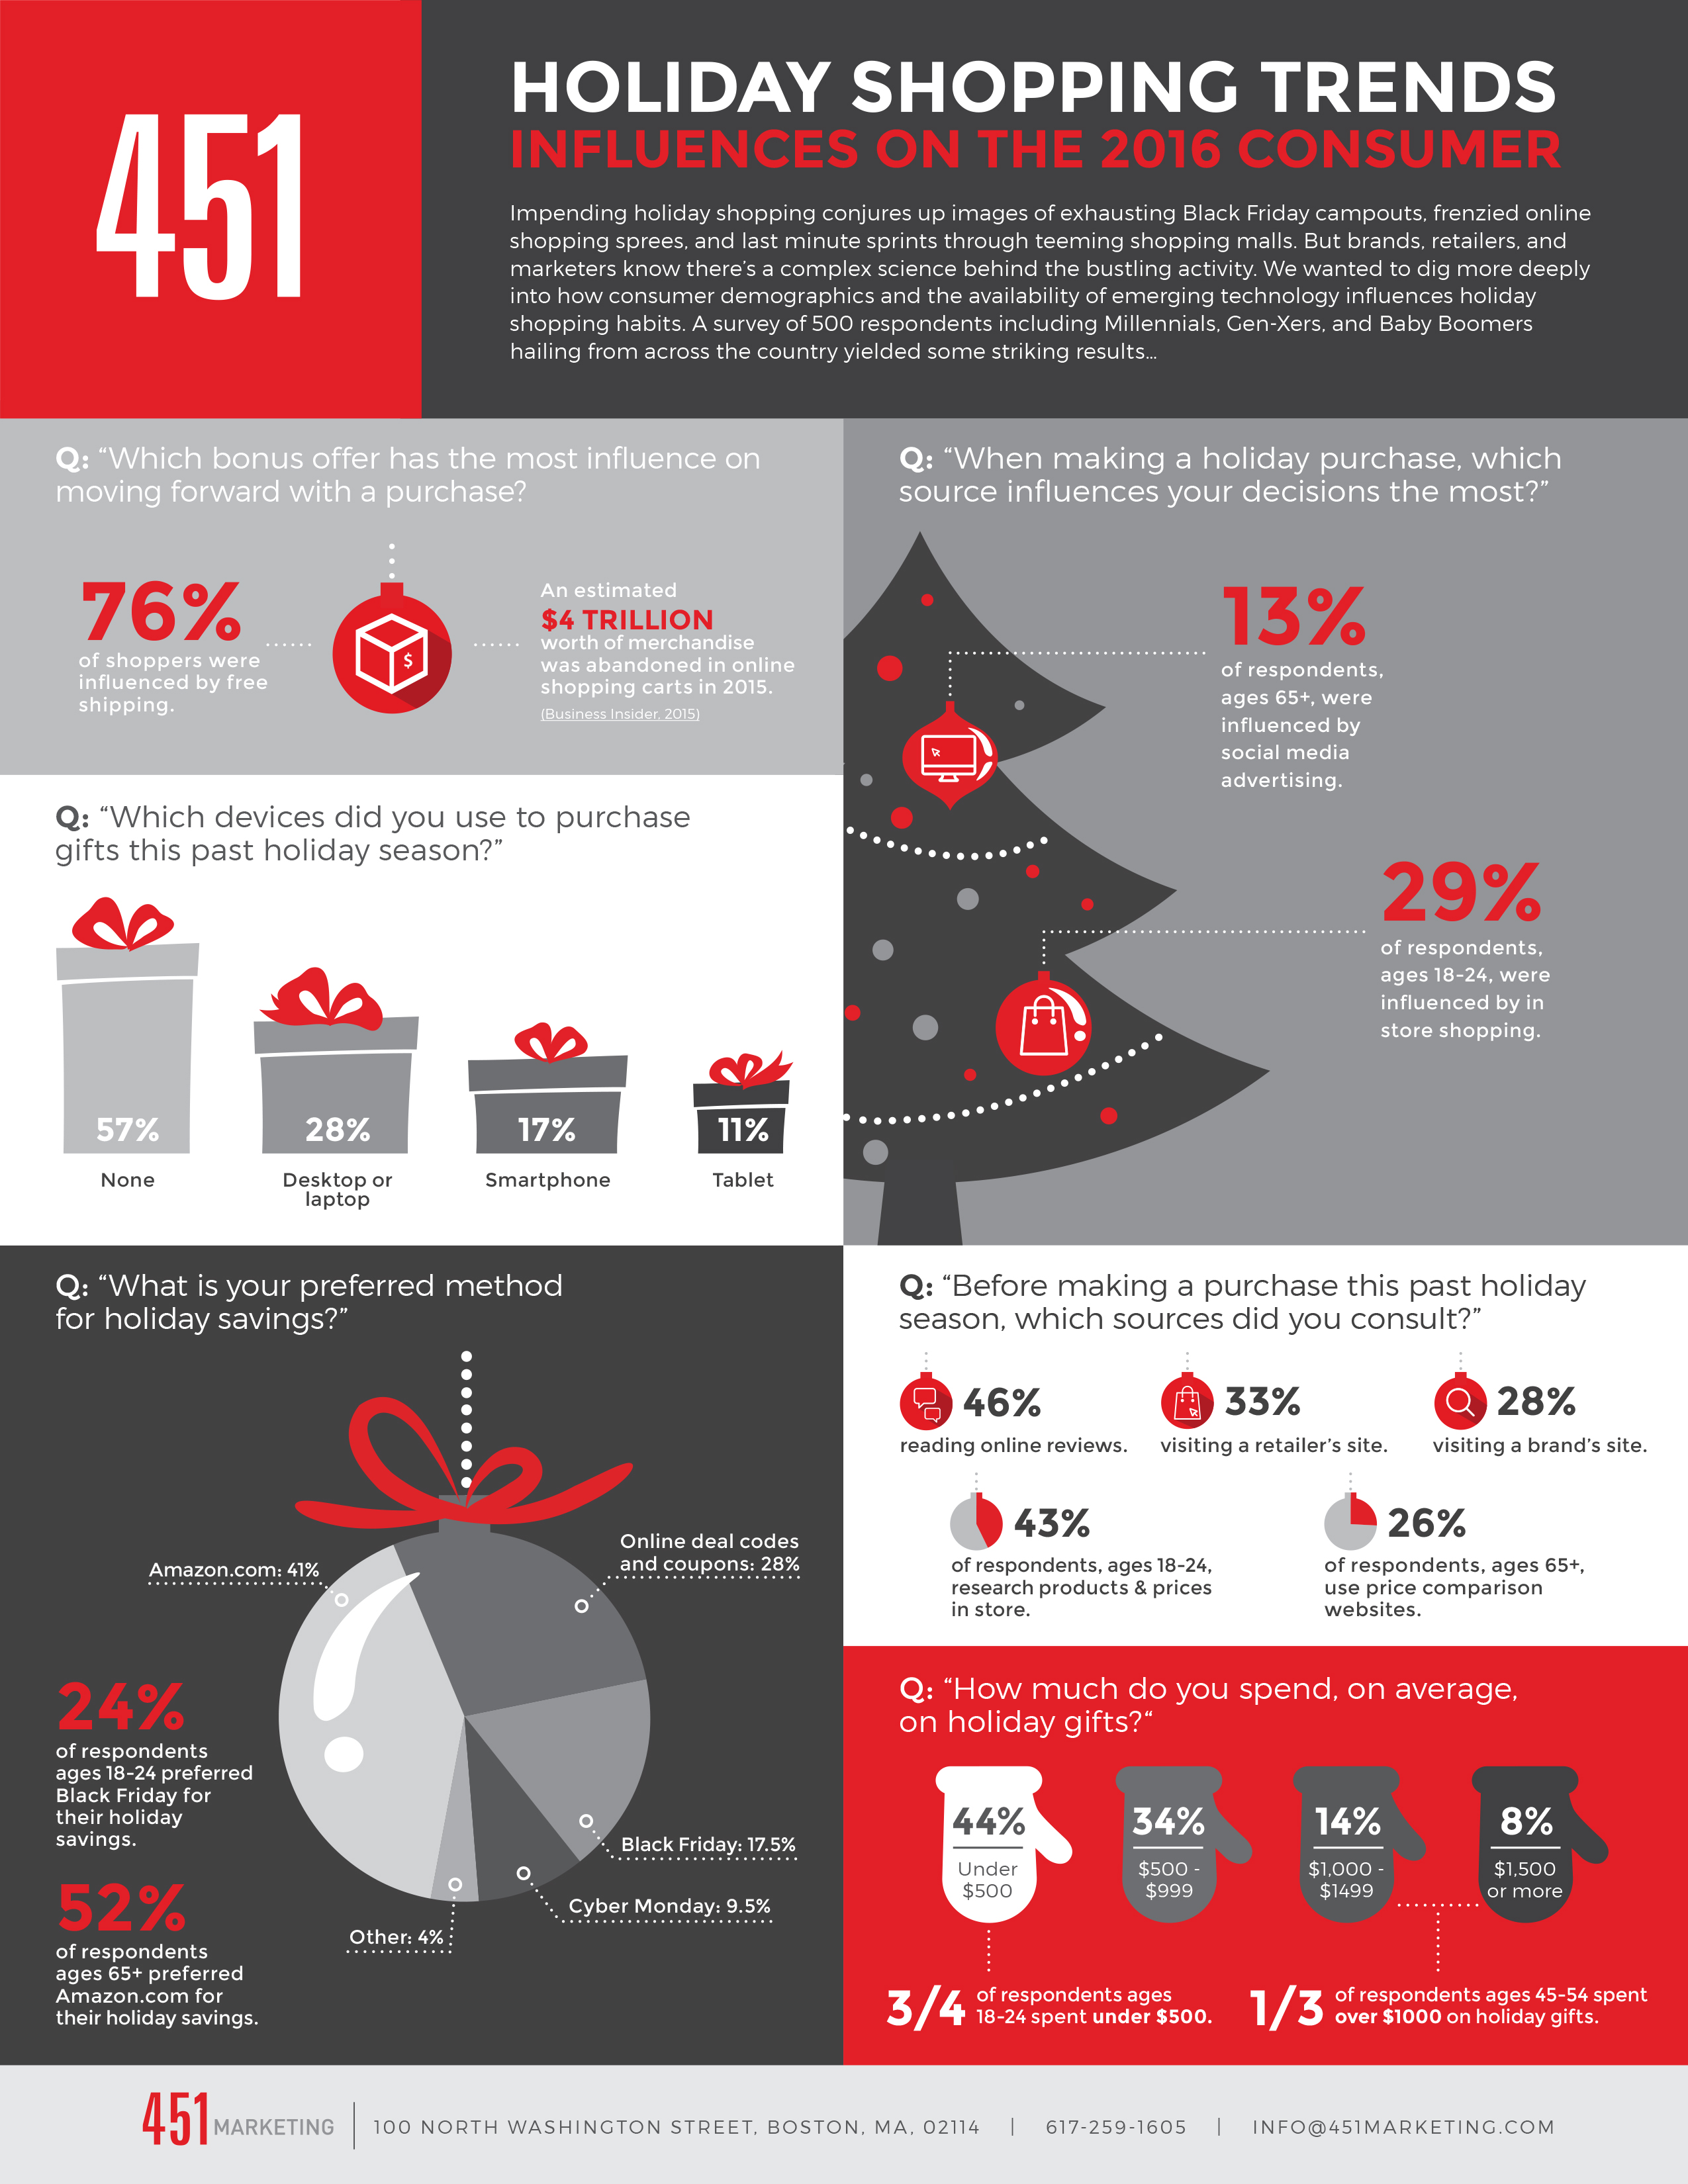 451
HOLIDAY SHOPPING TRENDS
INFLUENCES ON THE 2016 CONSUMER
Impending holiday shopping conjures up images of exhausting Black Friday campouts, frenzied online
shopping sprees, and last minute sprints through teeming shopping malls. But brands, retailers, and
marketers know there's a complex science behind the bustling activity. We wanted to dig more deeply
into how consumer demographics and the availability of emerging technology influences holiday
shopping habits. A survey of 500 respondents including Millennials, Gen-Xers, and Baby Boomers
hailing from across the country yielded some striking results...
Q: “Which bonus offer has the most influence on
moving forward with a purchase?
76%
of shoppers were
influenced by free
shipping.
$
An estimated
$4 TRILLION
worth of merchandise
was abandoned in online
shopping carts in 2015.
(Business Insider, 2015)
Q: “When making a holiday purchase, which
source influences your decisions the most?”
13%
of respondents,
ages 65+, were
influenced by
social media
advertising.
29%
of respondents,
ages 18-24, were
influenced by in
store shopping.
Q: “Which devices did you use to purchase
gifts this past holiday season?”
57%
None
28%
Desktop or
laptop
17%
Smartphone
11%
Tablet
Q: “What is your preferred method
for holiday savings?”
Amazon.com: 41%
Online deal codes
and coupons: 28%
Black Friday: 17.5%
Cyber Monday: 9.5%
Other: 4%
24%
of respondents
ages 18-24 preferred
Black Friday for
their holiday
savings.
52%
of respondents
ages 65+ preferred
Amazon.com for
their holiday savings.
Q: “Before making a purchase this past holiday
season, which sources did you consult?”
46%
reading online reviews.
33%
visiting a retailer's site.
28%
visiting a brand's site.
43%
of respondents, ages 18-24,
research products & prices
in store.
26%
of respondents, ages 65+,
use price comparison
websites.
Q: “How much do you spend, on average,
on holiday gifts?“
44%
Under
$500
34%
$500 -
$999
14%
$1,000 -
$1499
8%
$1,500
or more
3/4 of respondents ages
18-24 spent under $500.
1/3 of respondents ages 45-54 spent
over $1000 on holiday gifts.
451 MARKETING | 100 NORTH WASHINGTON STREET, BOSTON, MA, 02114 | 617-259-1605 | INFO@451MARKETING.COM